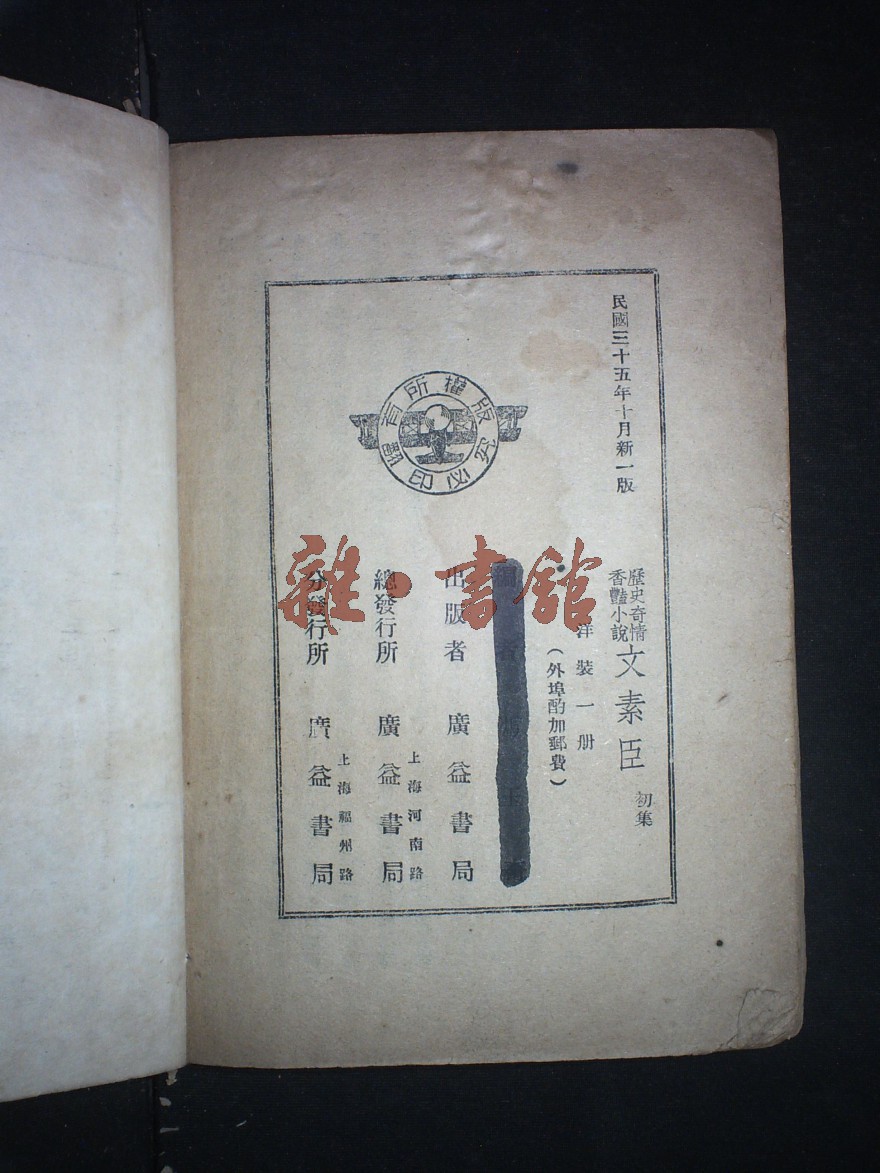 民國三十五年十月新一版
歷史奇情
香豔小說
文素臣
初集
洋裝一册
(外埠酌加郵費)
出版者 廣益書局
總發行所 廣益書局
上海河南路
分發行所 廣益書局
上海福州路
版權所有
翻印必究
雜·書館